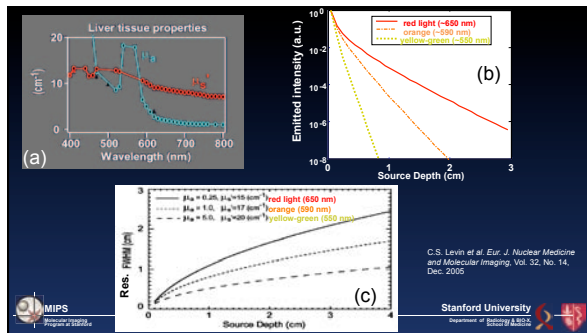 Liver tissue properties
20
10
0
(cm⁻¹)
μa
μs'
400 500 600 700 800
Wavelength (nm)
(a)
red light (~650 nm)
orange (~590 nm)
yellow-green (~550 nm)
1
10⁻²
10⁻⁴
10⁻⁶
10⁻⁸
Emitted intensity (a.u.)
0 1 2 3
Source Depth (cm)
(b)
μa = 0.25, μs'=15 (cm⁻¹) red light (650 nm)
μa = 1.0, μs'=17 (cm⁻¹) orange (590 nm)
μa = 5.0, μs'=20 (cm⁻¹) yellow-green (550 nm)
3
2
1
0
Res. FWHM (cm)
0 1 2 3 4
Source Depth (cm)
(c)
C.S. Levin et al. Eur. J. Nuclear Medicine
and Molecular Imaging, Vol. 32, No. 14,
Dec. 2005
MIPS
Molecular Imaging
Program at Stanford
Stanford University
Department of Radiology & BIO-X,
School of Medicine